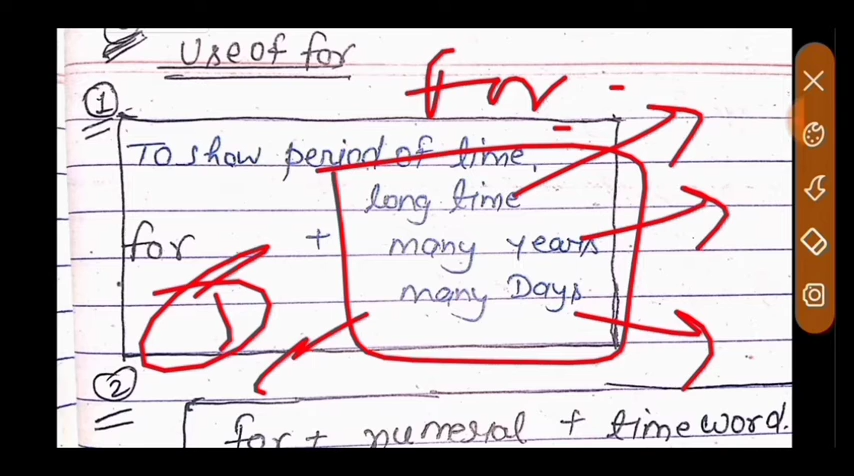 Use of for
①
for -
To show period of time,
long time
for + many years
many Days
②
for + numeral + time word.